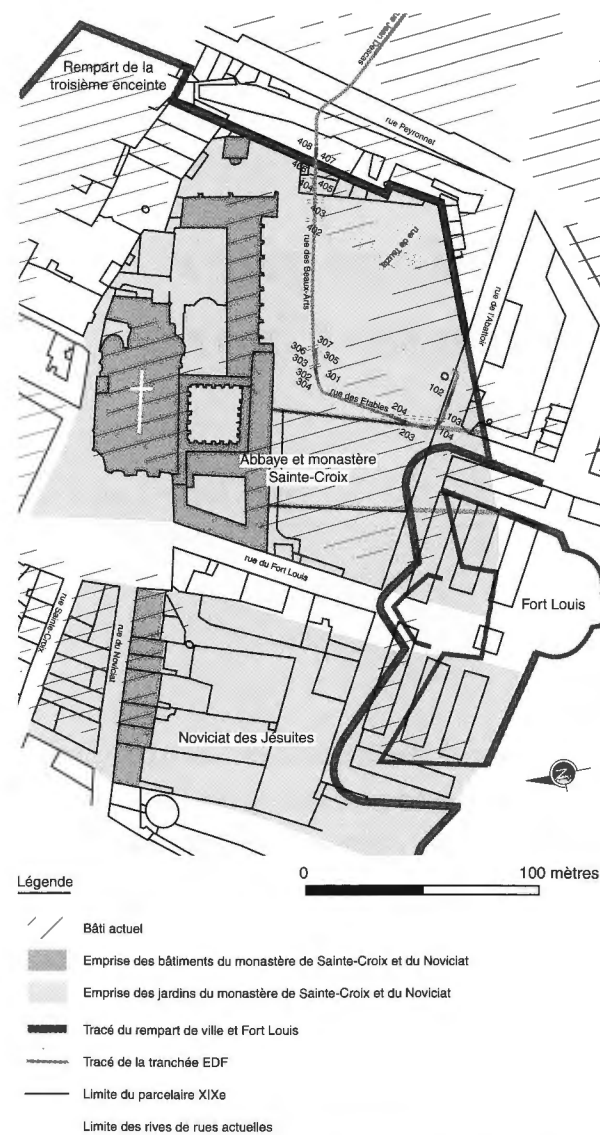 rue Jean Descas
Rempart de la
troisième enceinte
rue Peyronnet
408
407
405
404
403
402
rue des Beaux-Arts
rue de Tauzia
rue de l'Abattoir
307
306
305
303
301
302
304
102
rue des Etables
204
203
103
104
Abbaye et monastère
Sainte-Croix
rue du Fort Louis
Fort Louis
rue Sainte-Croix
rue du Noviciat
Noviciat des Jésuites
N
Légende
0
100 mètres
Bâti actuel
Emprise des bâtiments du monastère de Sainte-Croix et du Noviciat
Emprise des jardins du monastère de Sainte-Croix et du Noviciat
Tracé du rempart de ville et Fort Louis
Tracé de la tranchée EDF
Limite du parcelaire XIXe
Limite des rives de rues actuelles